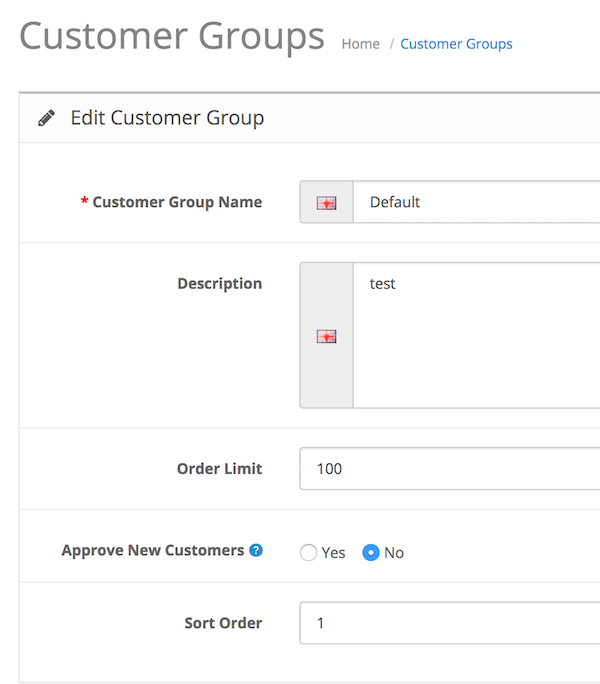 Customer Groups Home / Customer Groups
Edit Customer Group
* Customer Group Name Default
Description test
Order Limit 100
Approve New Customers ? Yes No
Sort Order 1